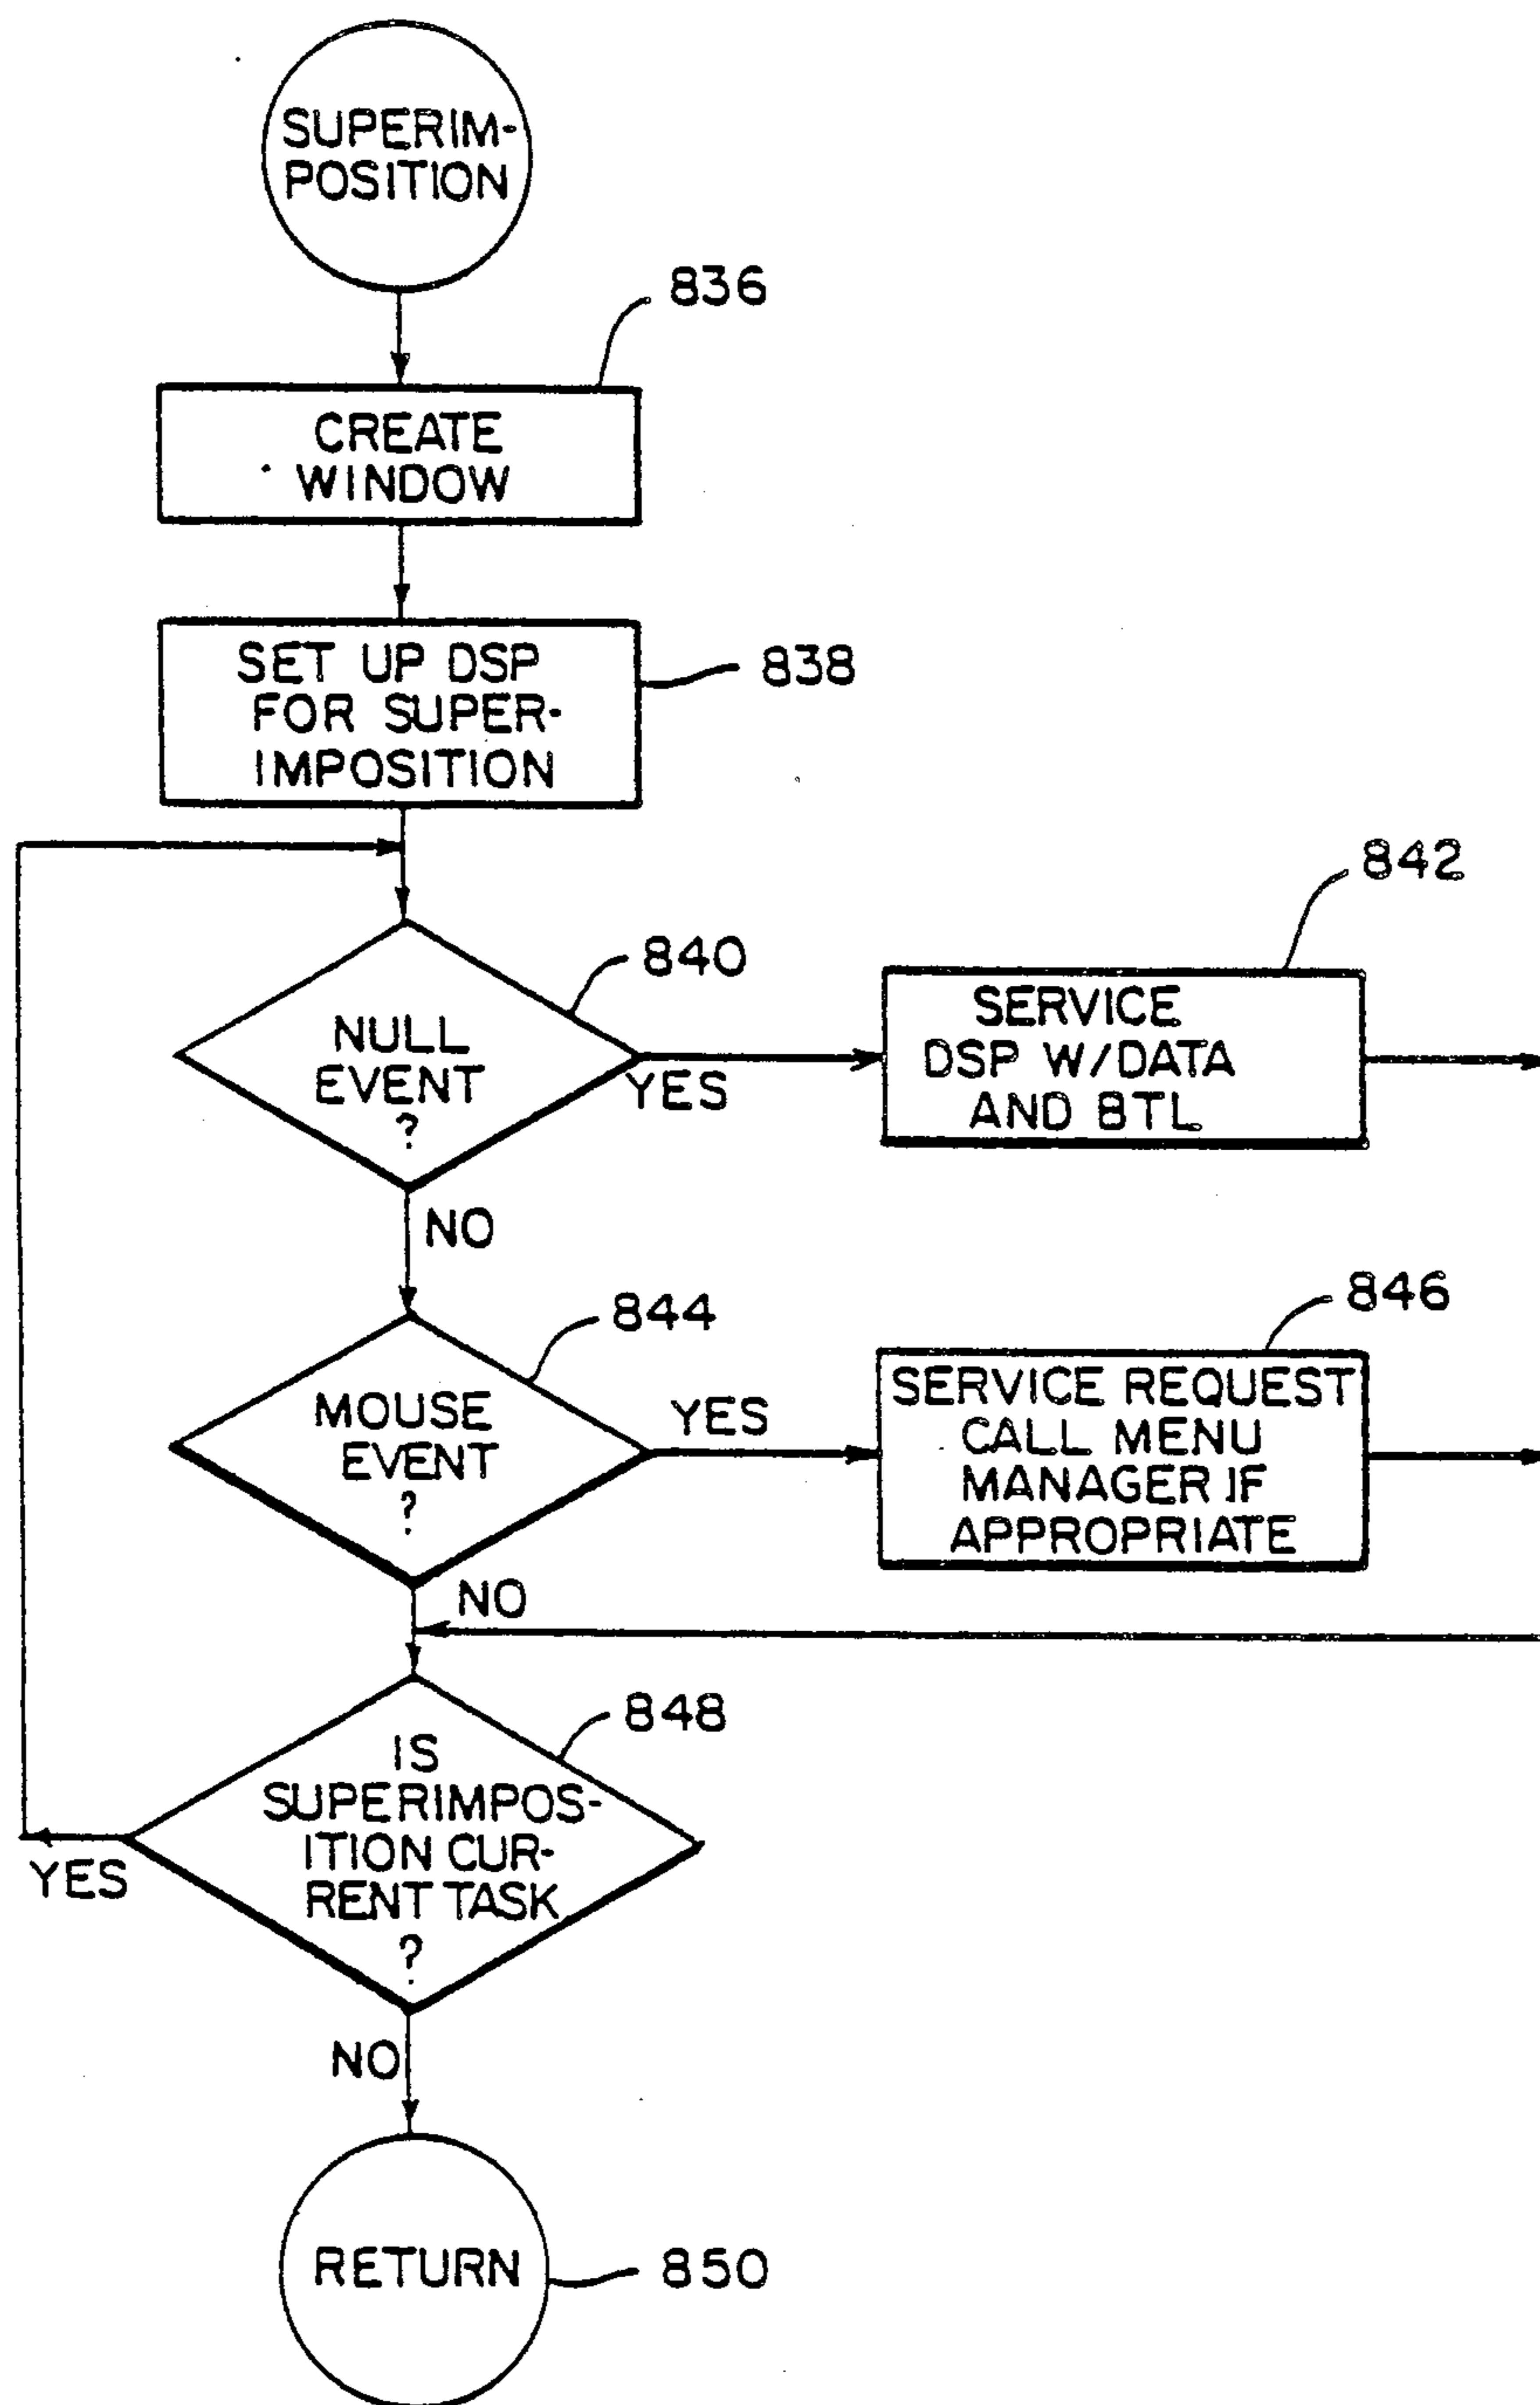 SUPERIM-
POSITION
836
CREATE
WINDOW
SET UP DSP
FOR SUPER-
IMPOSITION
838
842
840
NULL
EVENT
?
YES
SERVICE
DSP W/DATA
AND BTL
NO
844
846
MOUSE
EVENT
?
YES
SERVICE REQUEST
CALL MENU
MANAGER IF
APPROPRIATE
NO
848
IS
SUPERIMPOS-
ITION CUR-
RENT TASK
?
YES
NO
RETURN
850